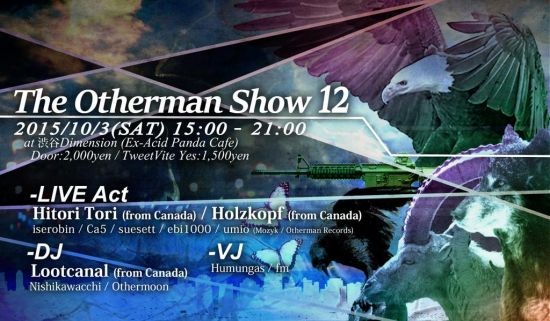 The Otherman Show 12
2015/10/3(SAT) 15:00 - 21:00
at 渋谷Dimension (Ex-Acid Panda Cafe)
Door:2,000yen / TweetVite Yes:1,500yen
-LIVE Act
Hitori Tori (from Canada) / Holzkopf (from Canada)
iserobin / Ca5 / suesett / ebi1000 / umio (Mozyk / Otherman Records)
-DJ
Lootcanal (from Canada)
Nishikawacchi / Othermoon
-VJ
Humungas / fnt